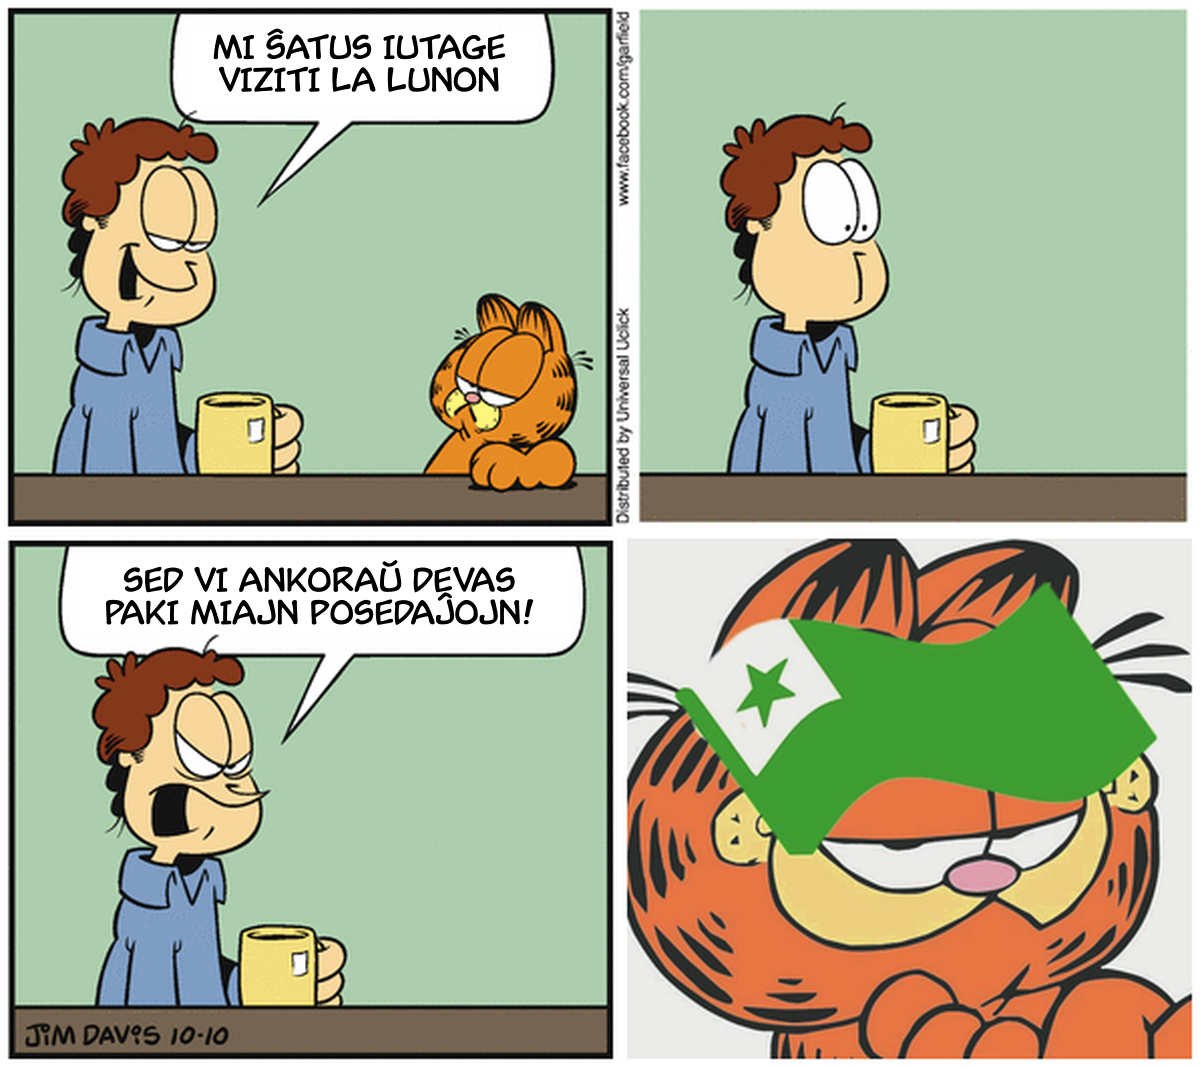 MI ŜATUS IUTAGE
VIZITI LA LUNON
www.facebook.com/garfield
Distributed by Universal Uclick
SED VI ANKORAŬ DEVAS
PAKI MIAJN POSEDAĴOJN!
JiM DAViS 10-10